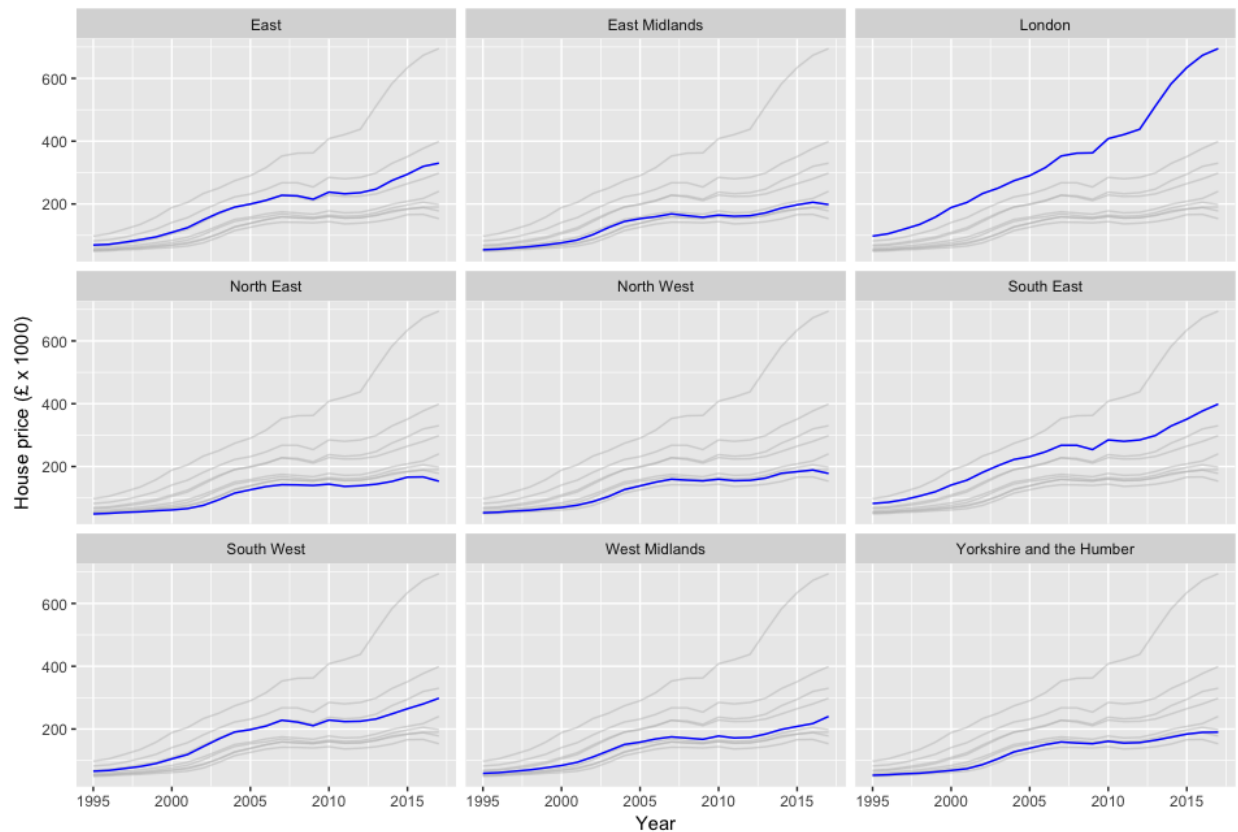 East
East Midlands
London
600
400
200
North East
North West
South East
House price (£ x 1000)
600
400
200
South West
West Midlands
Yorkshire and the Humber
600
400
200
1995 2000 2005 2010 2015
1995 2000 2005 2010 2015
1995 2000 2005 2010 2015
Year